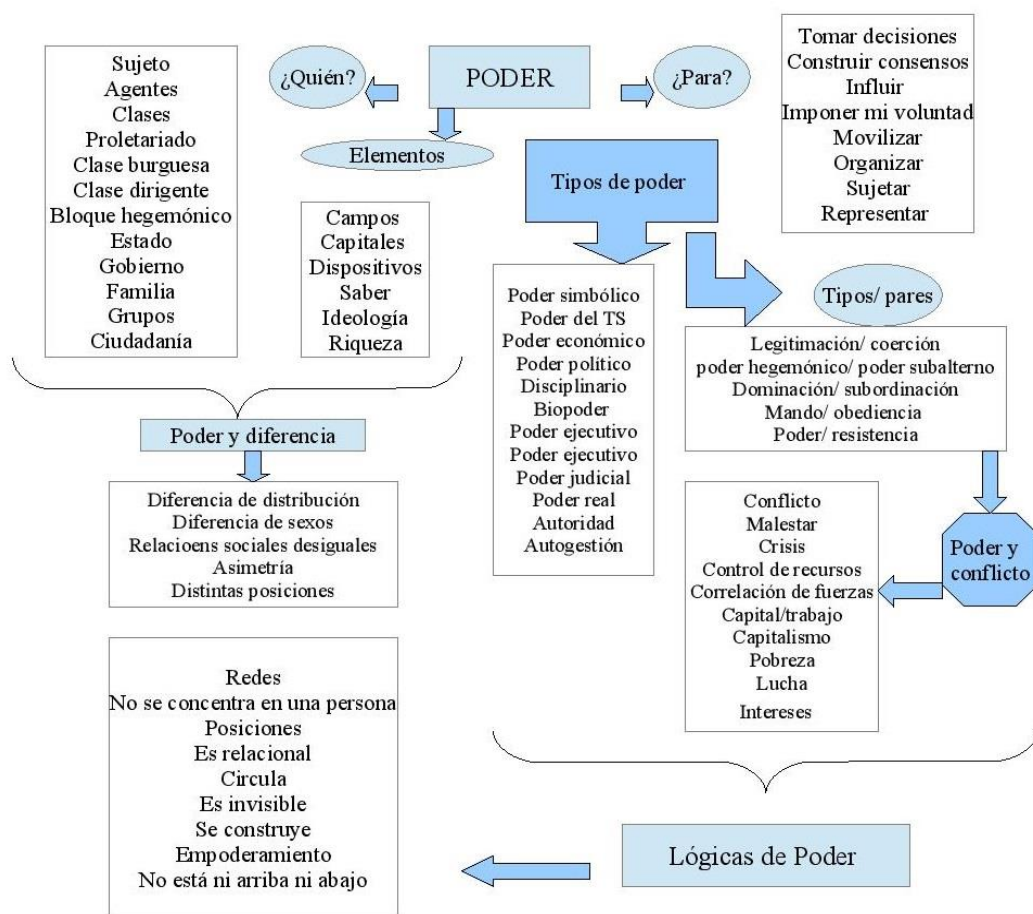 PODER
¿Quién?
¿Para?
Elementos
Sujeto
Agentes
Clases
Proletariado
Clase burguesa
Clase dirigente
Bloque hegemónico
Estado
Gobierno
Familia
Grupos
Ciudadanía
Campos
Capitales
Dispositivos
Saber
Ideología
Riqueza
Tomar decisiones
Construir consensos
Influir
Imponer mi voluntad
Movilizar
Organizar
Sujetar
Representar
Tipos de poder
Poder simbólico
Poder del TS
Poder económico
Poder político
Disciplinario
Biopoder
Poder ejecutivo
Poder ejecutivo
Poder judicial
Poder real
Autoridad
Autogestión
Tipos/ pares
Legitimación/ coerción
poder hegemónico/ poder subalterno
Dominación/ subordinación
Mando/ obediencia
Poder/ resistencia
Poder y diferencia
Diferencia de distribución
Diferencia de sexos
Relacioens sociales desiguales
Asimetría
Distintas posiciones
Poder y
conflicto
Conflicto
Malestar
Crisis
Control de recursos
Correlación de fuerzas
Capital/trabajo
Capitalismo
Pobreza
Lucha
Intereses
Lógicas de Poder
Redes
No se concentra en una persona
Posiciones
Es relacional
Circula
Es invisible
Se construye
Empoderamiento
No está ni arriba ni abajo